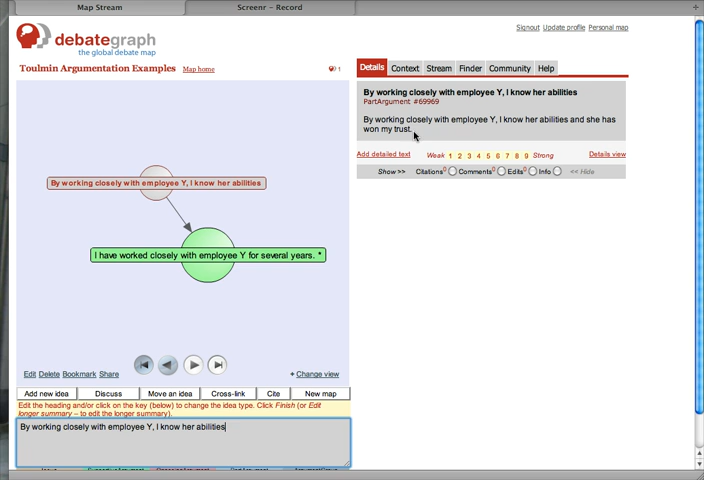 Map Stream
Screenr – Record
debategraph
the global debate map
Signout Update profile Personal map
Toulmin Argumentation Examples Map home
1
Details Context Stream Finder Community Help
By working closely with employee Y, I know her abilities
PartArgument #69969
By working closely with employee Y, I know her abilities and she has
won my trust.
Add detailed text Weak 1 2 3 4 5 6 7 8 9 Strong Details view
Show >> Citations 0 Comments 0 Edits 0 Info << Hide
By working closely with employee Y, I know her abilities
I have worked closely with employee Y for several years. *
Edit Delete Bookmark Share + Change view
Add new idea Discuss Move an idea Cross-link Cite New map
Edit the heading and/or click on the key (below) to change the idea type. Click Finish (or Edit
longer summary – to edit the longer summary).
By working closely with employee Y, I know her abilities